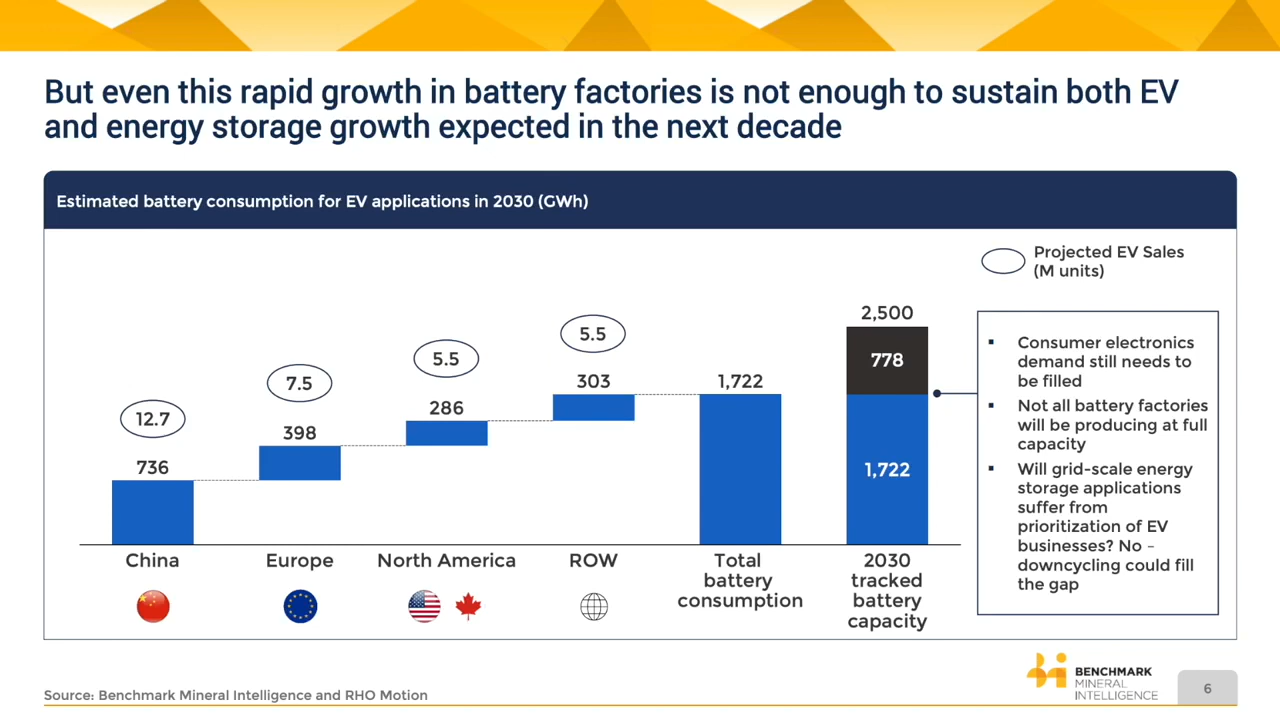 But even this rapid growth in battery factories is not enough to sustain both EV
and energy storage growth expected in the next decade
Estimated battery consumption for EV applications in 2030 (GWh)
Projected EV Sales
(M units)
12.7
736
7.5
398
5.5
286
5.5
303
1,722
2,500
778
1,722
China
Europe
North America
ROW
Total
battery
consumption
2030
tracked
battery
capacity
▪ Consumer electronics
demand still needs to
be filled
▪ Not all battery factories
will be producing at full
capacity
▪ Will grid-scale energy
storage applications
suffer from
prioritization of EV
businesses? No –
downcycling could fill
the gap
Source: Benchmark Mineral Intelligence and RHO Motion
BENCHMARK
MINERAL
INTELLIGENCE
6